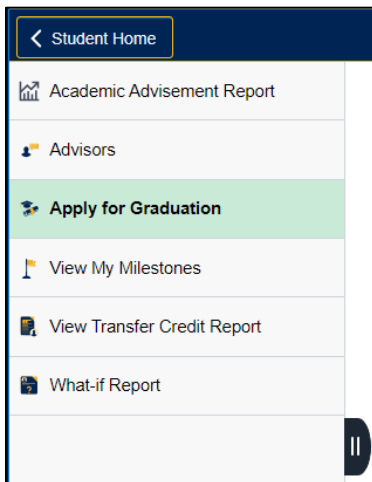 Student Home
Academic Advisement Report
Advisors
Apply for Graduation
View My Milestones
View Transfer Credit Report
What-if Report